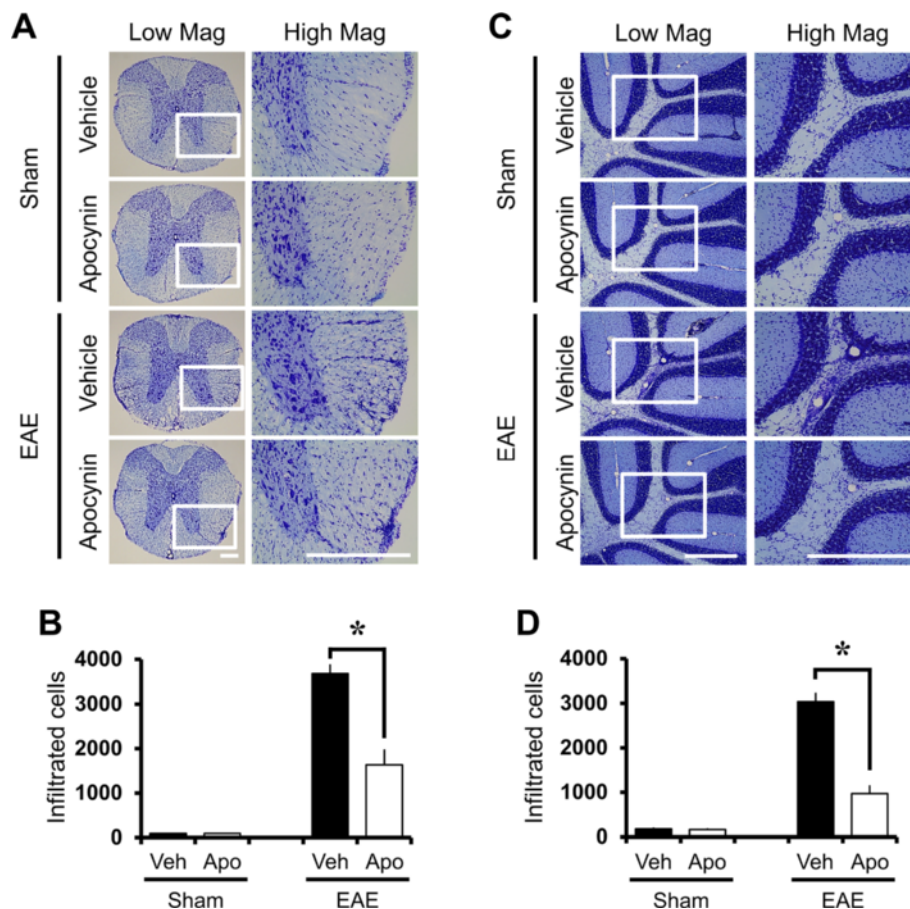 A
Low Mag High Mag
Sham
Vehicle
Apocynin
EAE
Vehicle
Apocynin
B
Infiltrated cells
4000
3000
2000
1000
0
*
Veh Apo Veh Apo
Sham EAE
C
Low Mag High Mag
Sham
Vehicle
Apocynin
EAE
Vehicle
Apocynin
D
Infiltrated cells
4000
3000
2000
1000
0
*
Veh Apo Veh Apo
Sham EAE